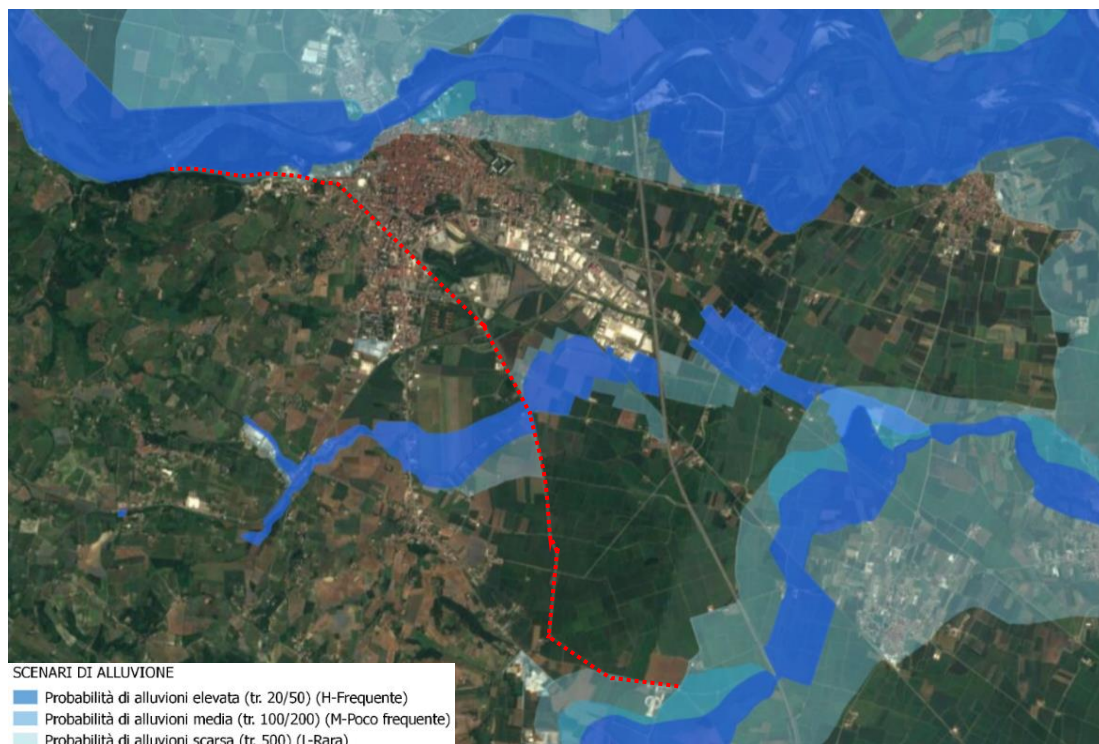 SCENARI DI ALLUVIONE
Probabilità di alluvioni elevata (tr. 20/50) (H-Frequente)
Probabilità di alluvioni media (tr. 100/200) (M-Poco frequente)
Probabilità di alluvioni scarsa (tr. 500) (L-Rara)